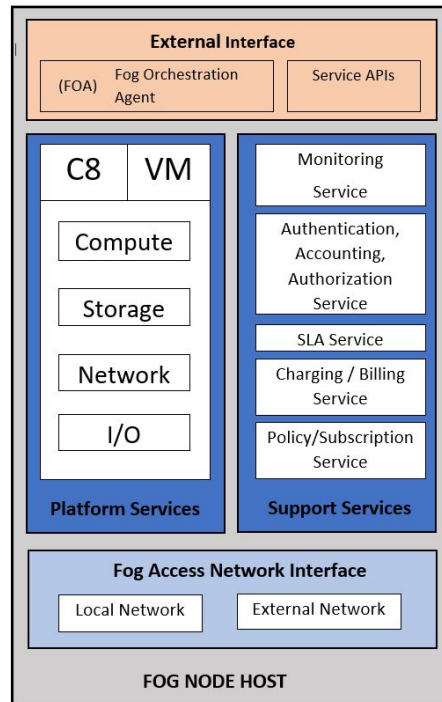 External Interface
(FOA) Fog Orchestration
Agent
Service APIs
C8
VM
Compute
Storage
Network
I/O
Platform Services
Monitoring
Service
Authentication,
Accounting,
Authorization
Service
SLA Service
Charging / Billing
Service
Policy/Subscription
Service
Support Services
Fog Access Network Interface
Local Network
External Network
FOG NODE HOST